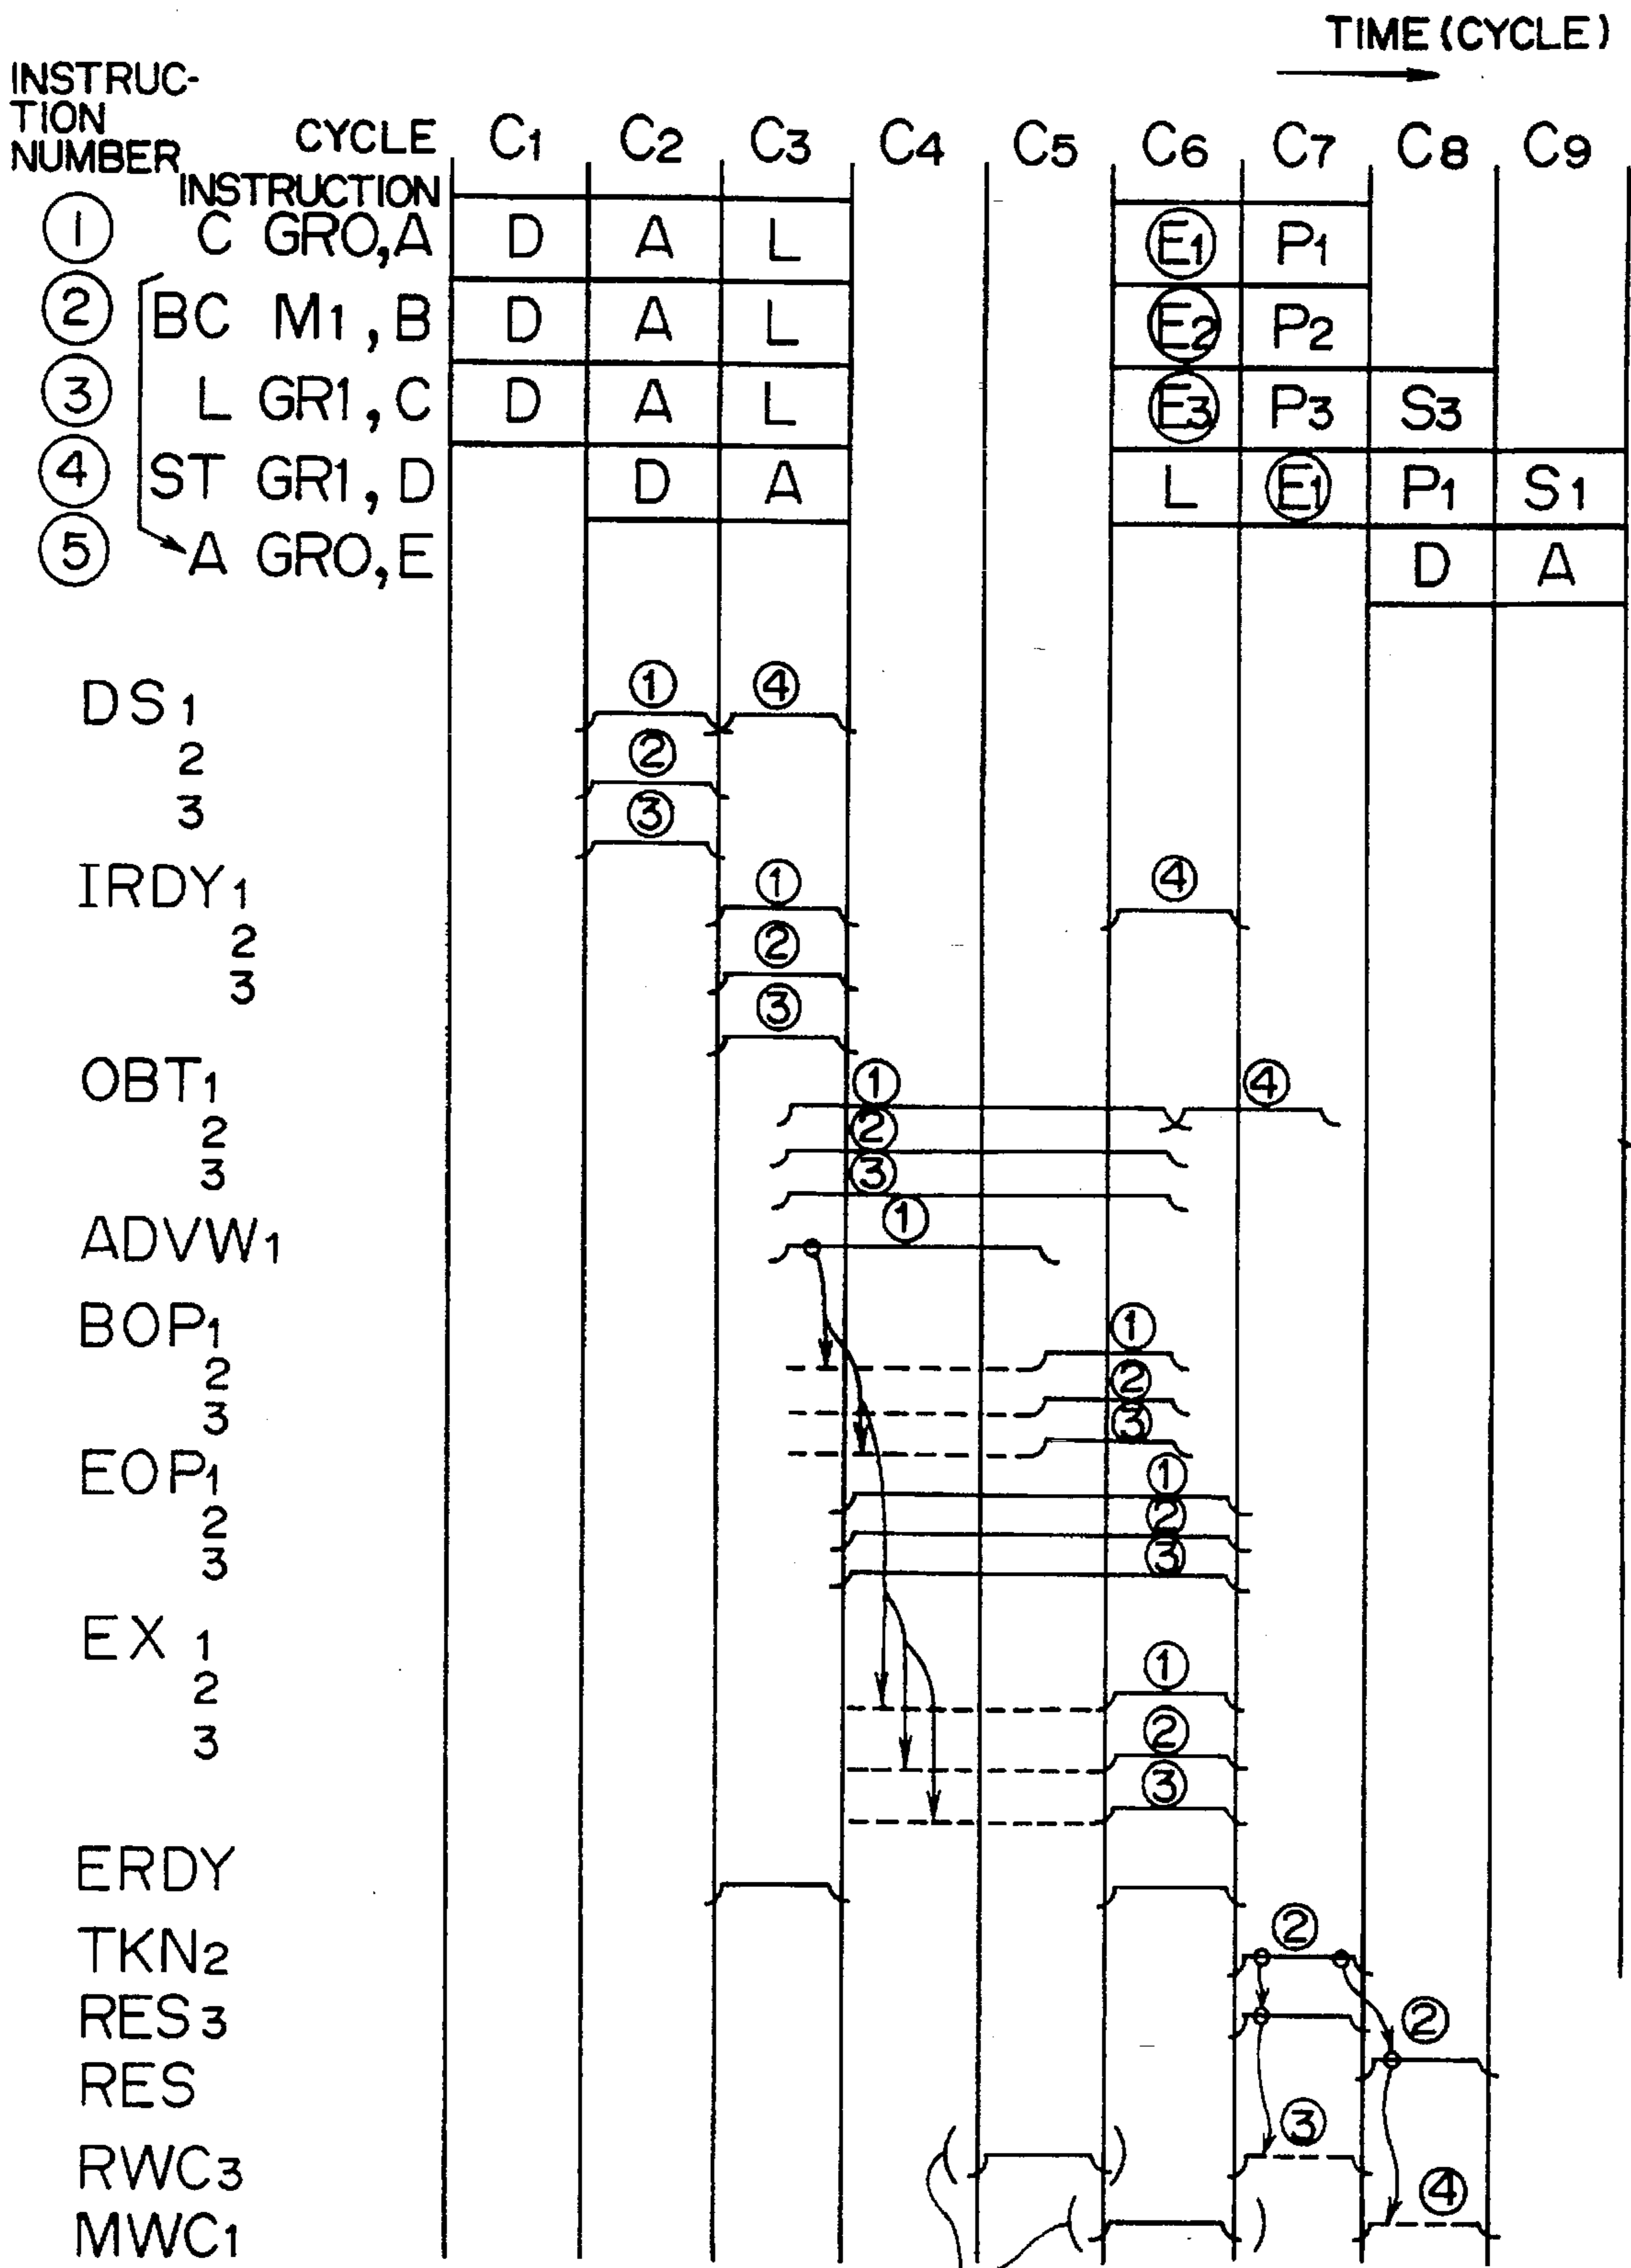 TIME (CYCLE)
INSTRUC-
TION
NUMBER
CYCLE C1 C2 C3 C4 C5 C6 C7 C8 C9
INSTRUCTION
① C GR0,A D A L E1 P1
② BC M1,B D A L E2 P2
③ L GR1,C D A L E3 P3 S3
④ ST GR1,D D A L E1 P1 S1
⑤ A GR0,E D A
DS1 ① ④
2 ②
3 ③
IRDY1 ① ④
2 ②
3 ③
OBT1 ① ④
2 ②
3 ③
ADVW1 ①
BOP1 ①
2 ②
3 ③
EOP1 ①
2 ②
3 ③
EX 1 ①
2 ②
3 ③
ERDY
TKN2 ②
RES3
RES ②
RWC3 ( ) ③
MWC1 ( ) ④